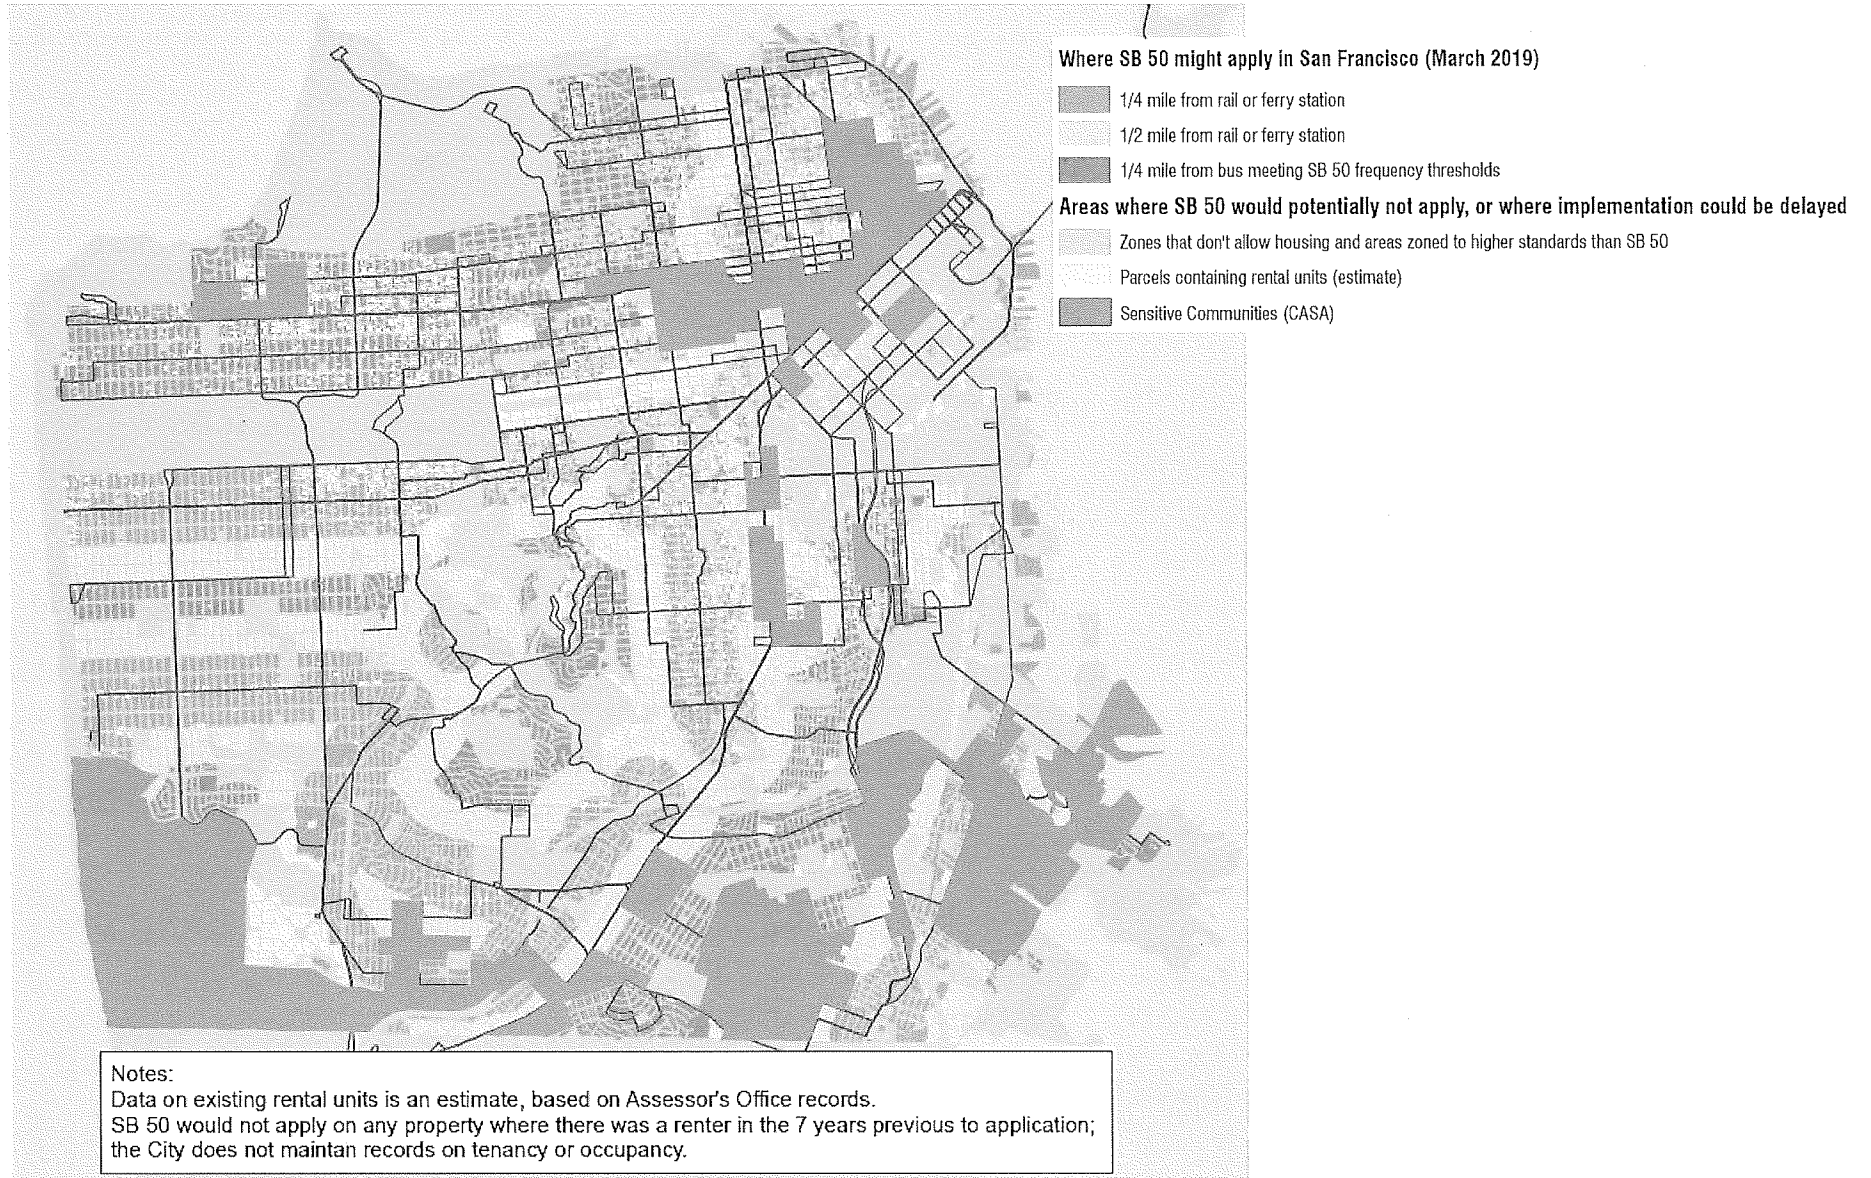 Where SB 50 might apply in San Francisco (March 2019)
1/4 mile from rail or ferry station
1/2 mile from rail or ferry station
1/4 mile from bus meeting SB 50 frequency thresholds
Areas where SB 50 would potentially not apply, or where implementation could be delayed
Zones that don't allow housing and areas zoned to higher standards than SB 50
Parcels containing rental units (estimate)
Sensitive Communities (CASA)
Notes:
Data on existing rental units is an estimate, based on Assessor's Office records.
SB 50 would not apply on any property where there was a renter in the 7 years previous to application;
the City does not maintan records on tenancy or occupancy.